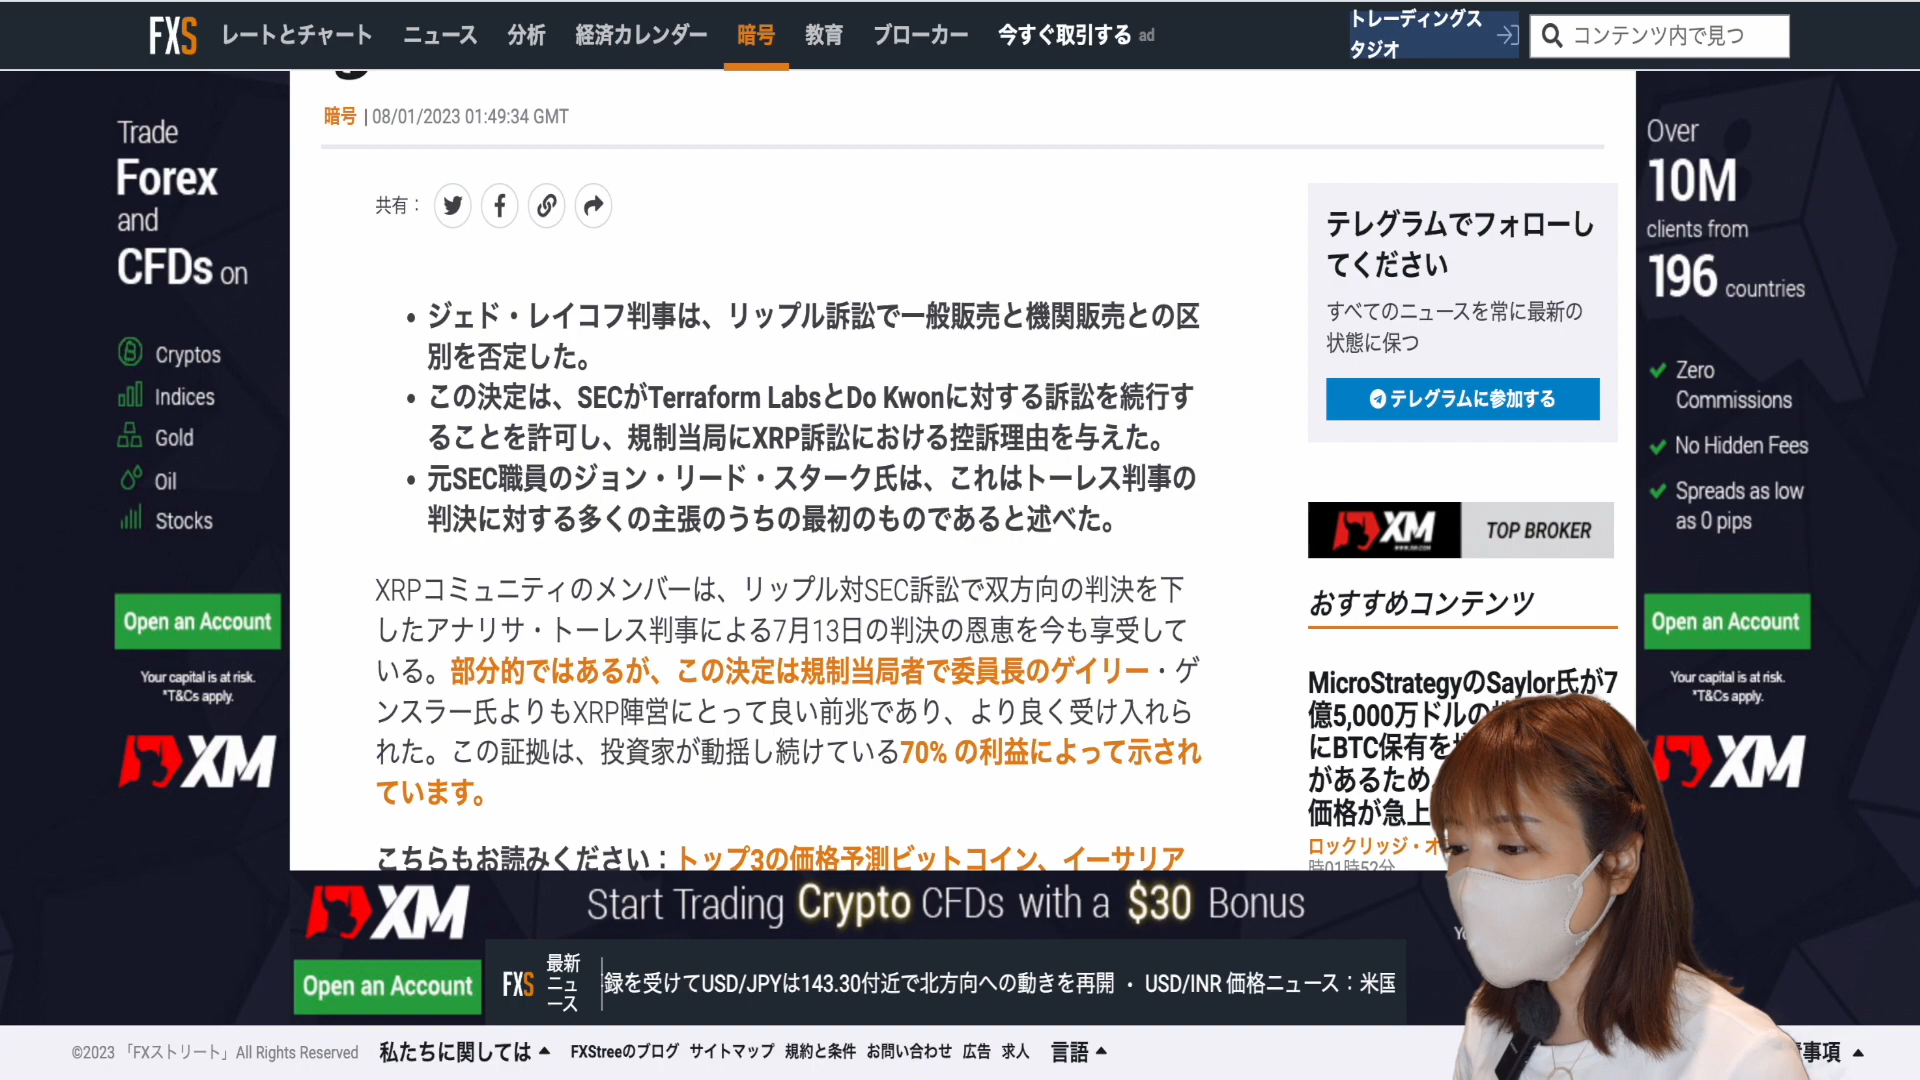 FXS レートとチャート ニュース 分析 経済カレンダー 暗号 教育 ブローカー 今すぐ取引する ad
トレーディングス
タジオ
コンテンツ内で見つ
暗号 | 08/01/2023 01:49:34 GMT
共有：
• ジェド・レイコフ判事は、リップル訴訟で一般販売と機関販売との区
別を否定した。
• この決定は、SECがTerraform LabsとDo Kwonに対する訴訟を続行す
ることを許可し、規制当局にXRP訴訟における控訴理由を与えた。
• 元SEC職員のジョン・リード・スターク氏は、これはトーレス判事の
判決に対する多くの主張のうちの最初のものであると述べた。
XRPコミュニティのメンバーは、リップル対SEC訴訟で双方向の判決を下
したアナリサ・トーレス判事による7月13日の判決の恩恵を今も享受して
いる。部分的ではあるが、この決定は規制当局者で委員長のゲイリー・ゲ
ンスラー氏よりもXRP陣営にとって良い前兆であり、より良く受け入れら
れた。この証拠は、投資家が動揺し続けている70% の利益によって示され
ています。
こちらもお読みください：トップ3の価格予測ビットコイン、イーサリア
テレグラムでフォローし
てください
すべてのニュースを常に最新の
状態に保つ
テレグラムに参加する
XM
TOP BROKER
おすすめコンテンツ
MicroStrategyのSaylor氏が7
億5,000万ドルの
にBTC保有を
があるため
価格が急上
ロックリッジ・オ
時01時52分
Trade
Forex
and
CFDs on
Cryptos
Indices
Gold
Oil
Stocks
Open an Account
Your capital is at risk.
*T&Cs apply.
XM
Over
10M
clients from
196 countries
Zero
Commissions
No Hidden Fees
Spreads as low
as 0 pips
Open an Account
Your capital is at risk.
*T&Cs apply.
XM
XM
Start Trading Crypto CFDs with a $30 Bonus
Open an Account
FXS
最新
ニュ
ース
録を受けてUSD/JPYは143.30付近で北方向への動きを再開 • USD/INR 価格ニュース：米国
©2023 「FXストリート」All Rights Reserved 私たちに関しては FXStreeのブログ サイトマップ 規約と条件 お問い合わせ 広告 求人 言語
事項